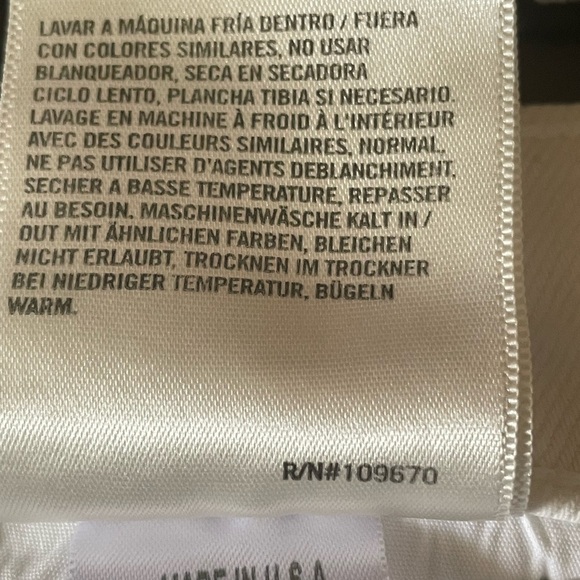 LAVAR A MÁQUINA FRÍA DENTRO / FUERA
CON COLORES SIMILARES, NO USAR
BLANQUEADOR, SECA EN SECADORA
CICLO LENTO, PLANCHA TIBIA SI NECESARIO.
LAVAGE EN MACHINE À FROID À L'INTÉRIEUR
AVEC DES COULEURS SIMILAIRES, NORMAL.
NE PAS UTILISER D'AGENTS DEBLANCHIMENT.
SECHER A BASSE TEMPERATURE, REPASSER
AU BESOIN. MASCHINENWÄSCHE KALT IN /
OUT MIT ÄHNLICHEN FARBEN, BLEICHEN
NICHT ERLAUBT, TROCKNEN IM TROCKNER
BEI NIEDRIGER TEMPERATUR, BÜGELN
WARM.
R/N#109670
MADE IN U.S.A